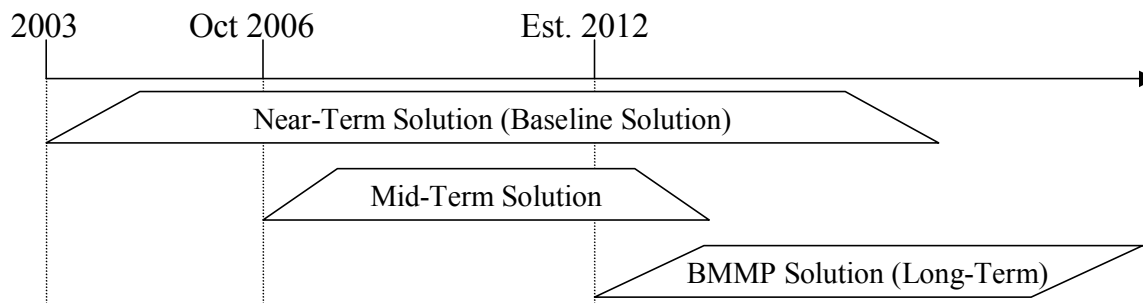 2003 Oct 2006 Est. 2012
Near-Term Solution (Baseline Solution)
Mid-Term Solution
BMMP Solution (Long-Term)